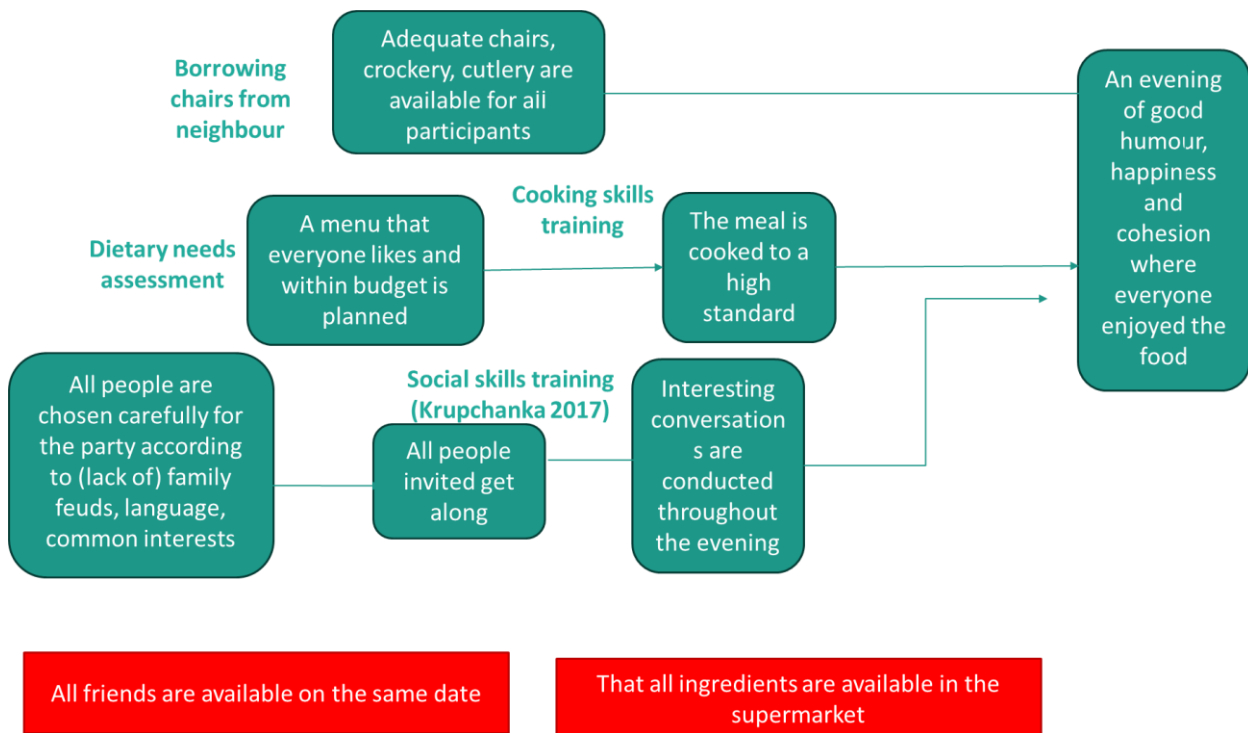 Borrowing
chairs from
neighbour
Adequate chairs,
crockery, cutlery are
available for all
participants
An evening
of good
humour,
happiness
and
cohesion
where
everyone
enjoyed the
food
Dietary needs
assessment
A menu that
everyone likes and
within budget is
planned
Cooking skills
training
The meal is
cooked to a
high
standard
All people are
chosen carefully for
the party according
to (lack of) family
feuds, language,
common interests
Social skills training
(Krupchanka 2017)
All people
invited get
along
Interesting
conversation
s are
conducted
throughout
the evening
All friends are available on the same date
That all ingredients are available in the
supermarket